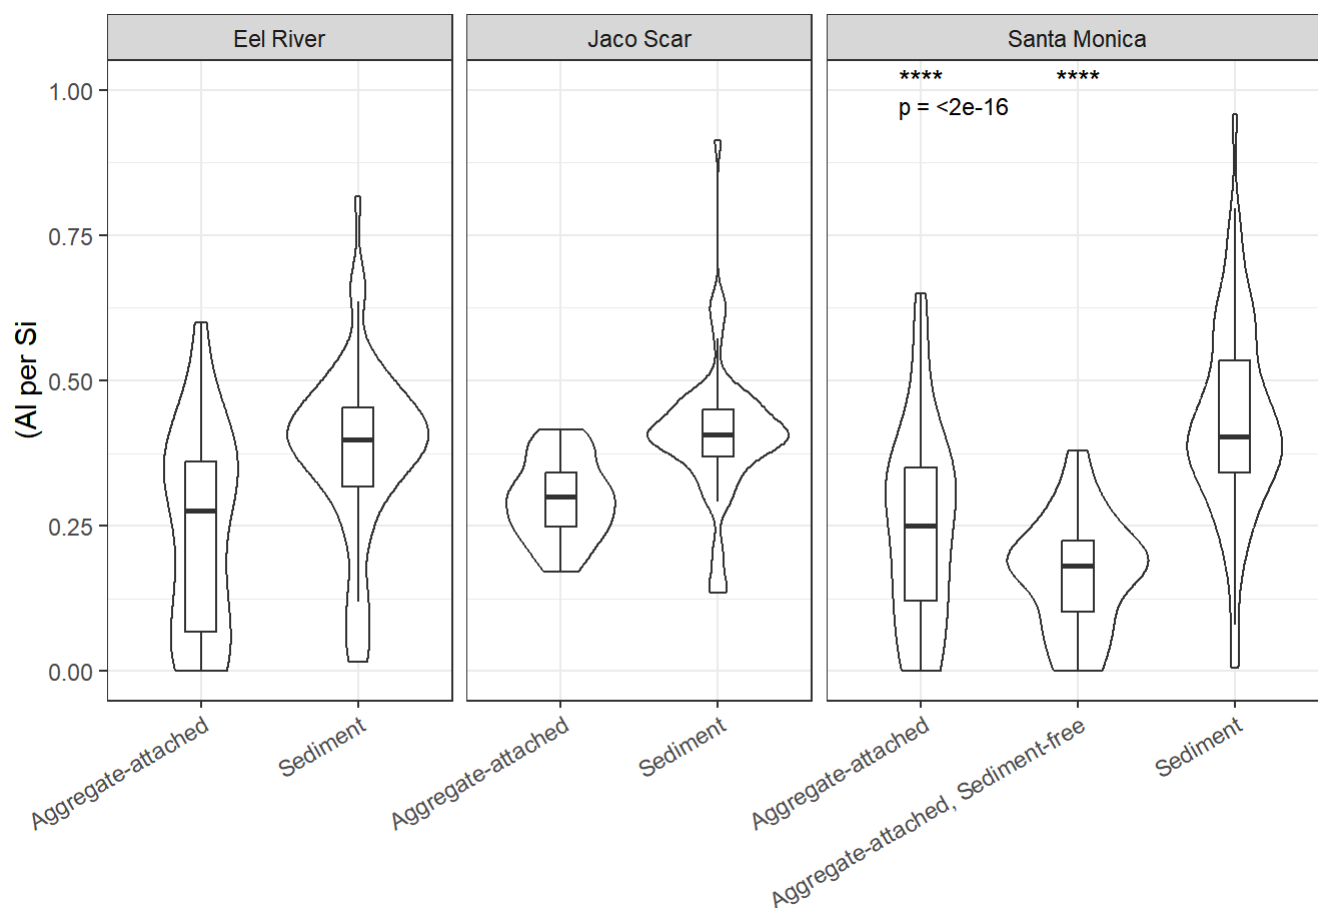 Eel River
Jaco Scar
Santa Monica
**** ****
p = <2e-16
1.00
0.75
0.50
0.25
0.00
(Al per Si
Aggregate-attached
Sediment
Aggregate-attached
Sediment
Aggregate-attached
Aggregate-attached, Sediment-free
Sediment